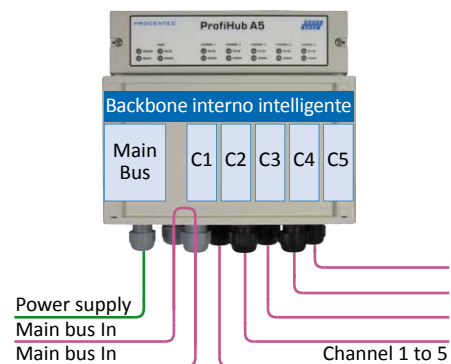 PROCENTEC ProfiHub A5
Backbone interno intelligente
Main
Bus
C1 C2 C3 C4 C5
Power supply
Main bus In
Main bus In Channel 1 to 5